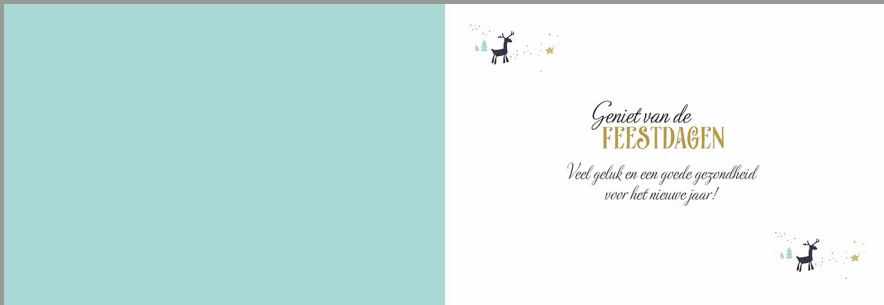 Geniet van de
FEESTDAGEN
Veel geluk en een goede gezondheid
voor het nieuwe jaar!